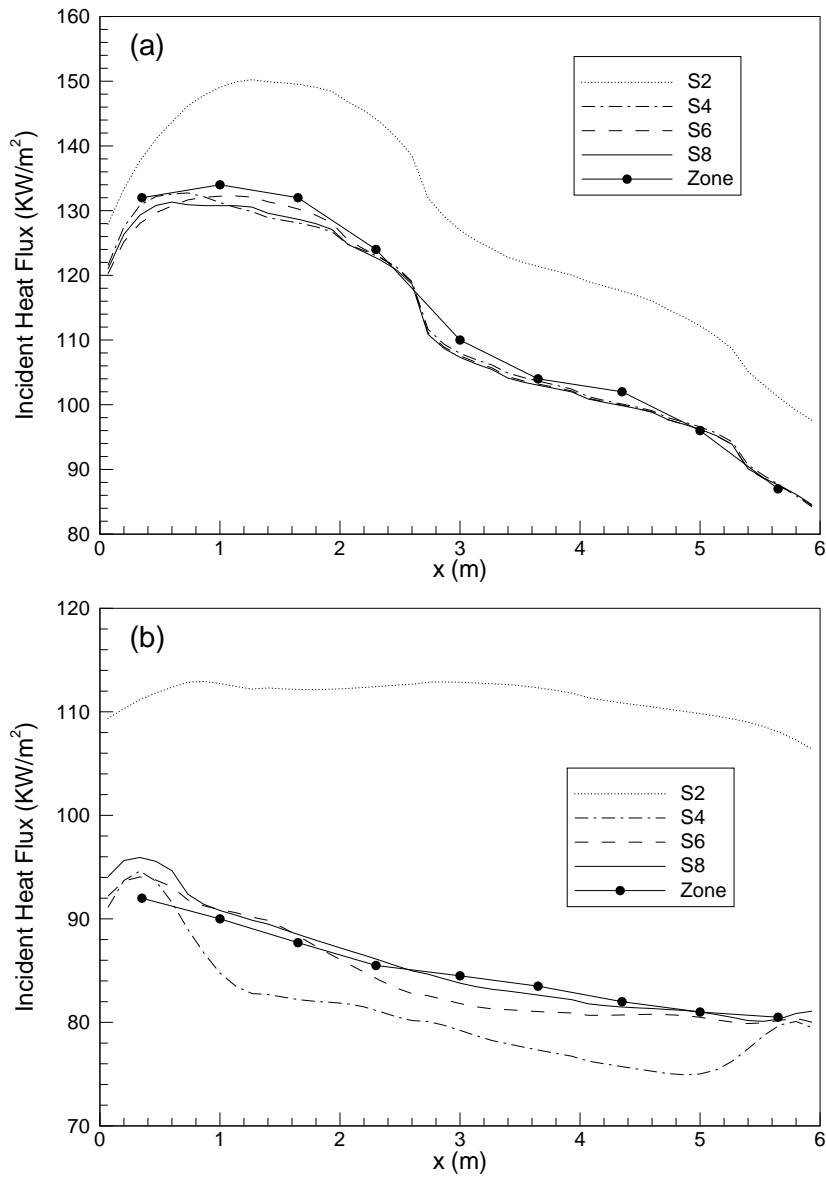 (a)
Incident Heat Flux (KW/m²)
160
150
140
130
120
110
100
90
80
S2
S4
S6
S8
Zone
0 1 2 3 4 5 6
x (m)
(b)
Incident Heat Flux (KW/m²)
120
110
100
90
80
70
S2
S4
S6
S8
Zone
0 1 2 3 4 5 6
x (m)